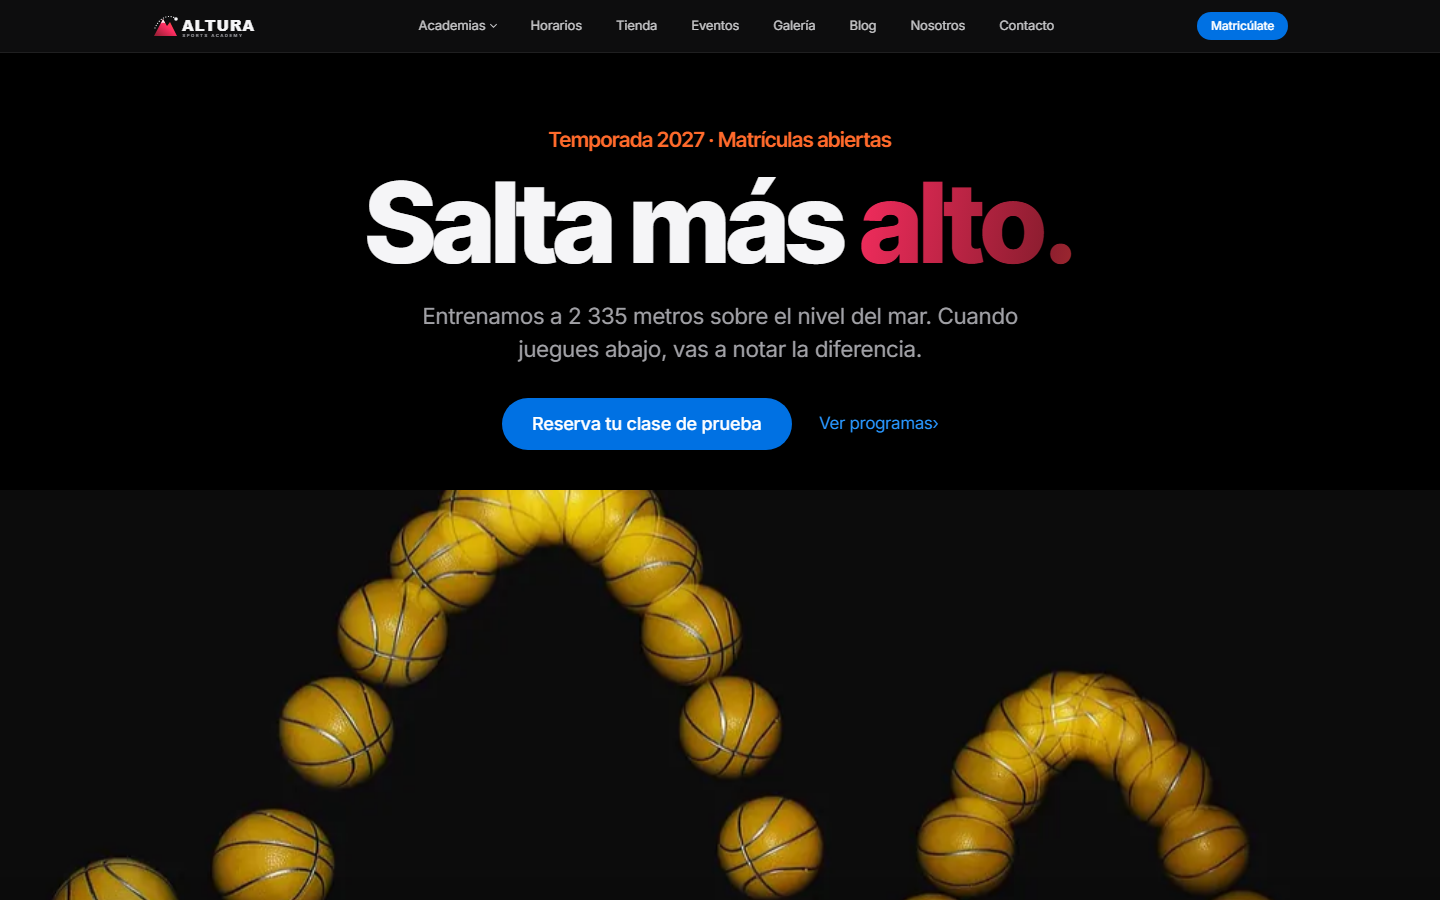 ALTURA
SPORTS ACADEMY
Academias
Horarios
Tienda
Eventos
Galería
Blog
Nosotros
Contacto
Matricúlate
Temporada 2027 · Matrículas abiertas
Salta más alto.
Entrenamos a 2 335 metros sobre el nivel del mar. Cuando
juegues abajo, vas a notar la diferencia.
Reserva tu clase de prueba
Ver programas›